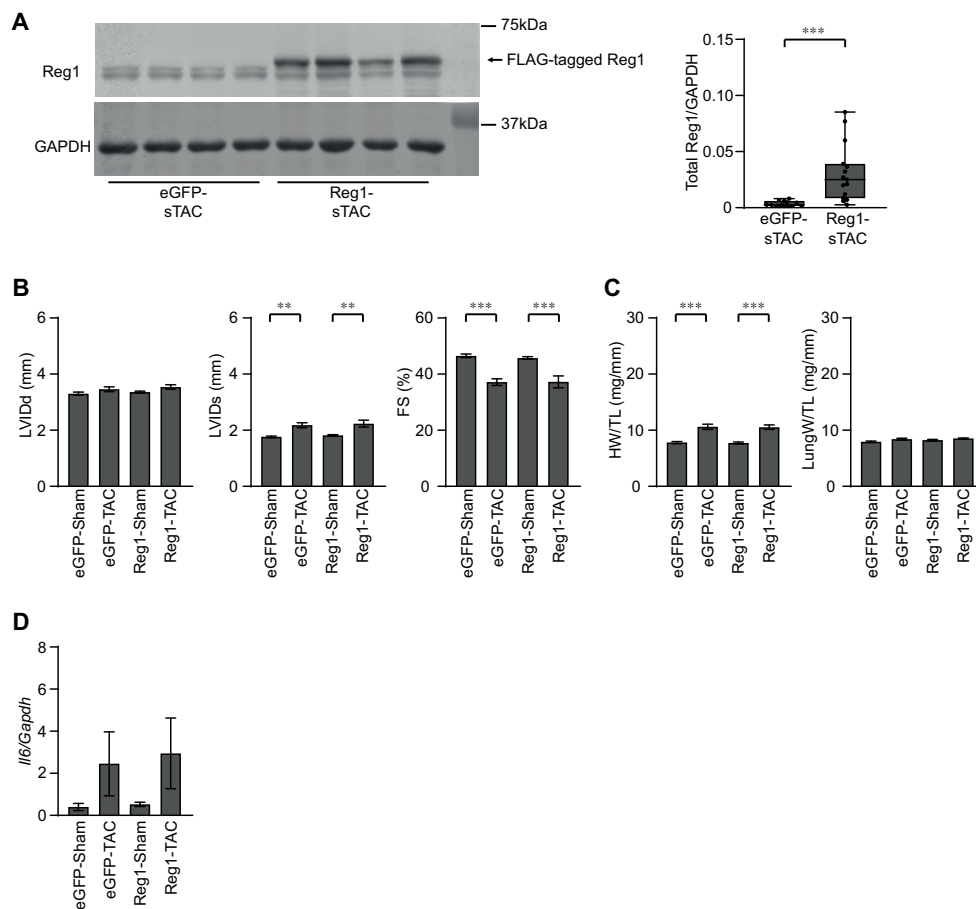 A
75kDa
Reg1
FLAG-tagged Reg1
37kDa
GAPDH
eGFP-
sTAC
Reg1-
sTAC
***
Total Reg1/GAPDH
0.15
0.10
0.05
0
eGFP-
sTAC
Reg1-
sTAC
B
LVIDd (mm)
6
4
2
0
eGFP-Sham
eGFP-TAC
Reg1-Sham
Reg1-TAC
** **
LVIDs (mm)
6
4
2
0
eGFP-Sham
eGFP-TAC
Reg1-Sham
Reg1-TAC
*** ***
FS (%)
60
40
20
0
eGFP-Sham
eGFP-TAC
Reg1-Sham
Reg1-TAC
C
*** ***
HW/TL (mg/mm)
30
20
10
0
eGFP-Sham
eGFP-TAC
Reg1-Sham
Reg1-TAC
LungW/TL (mg/mm)
30
20
10
0
eGFP-Sham
eGFP-TAC
Reg1-Sham
Reg1-TAC
D
Il6/Gapdh
8
6
4
2
0
eGFP-Sham
eGFP-TAC
Reg1-Sham
Reg1-TAC